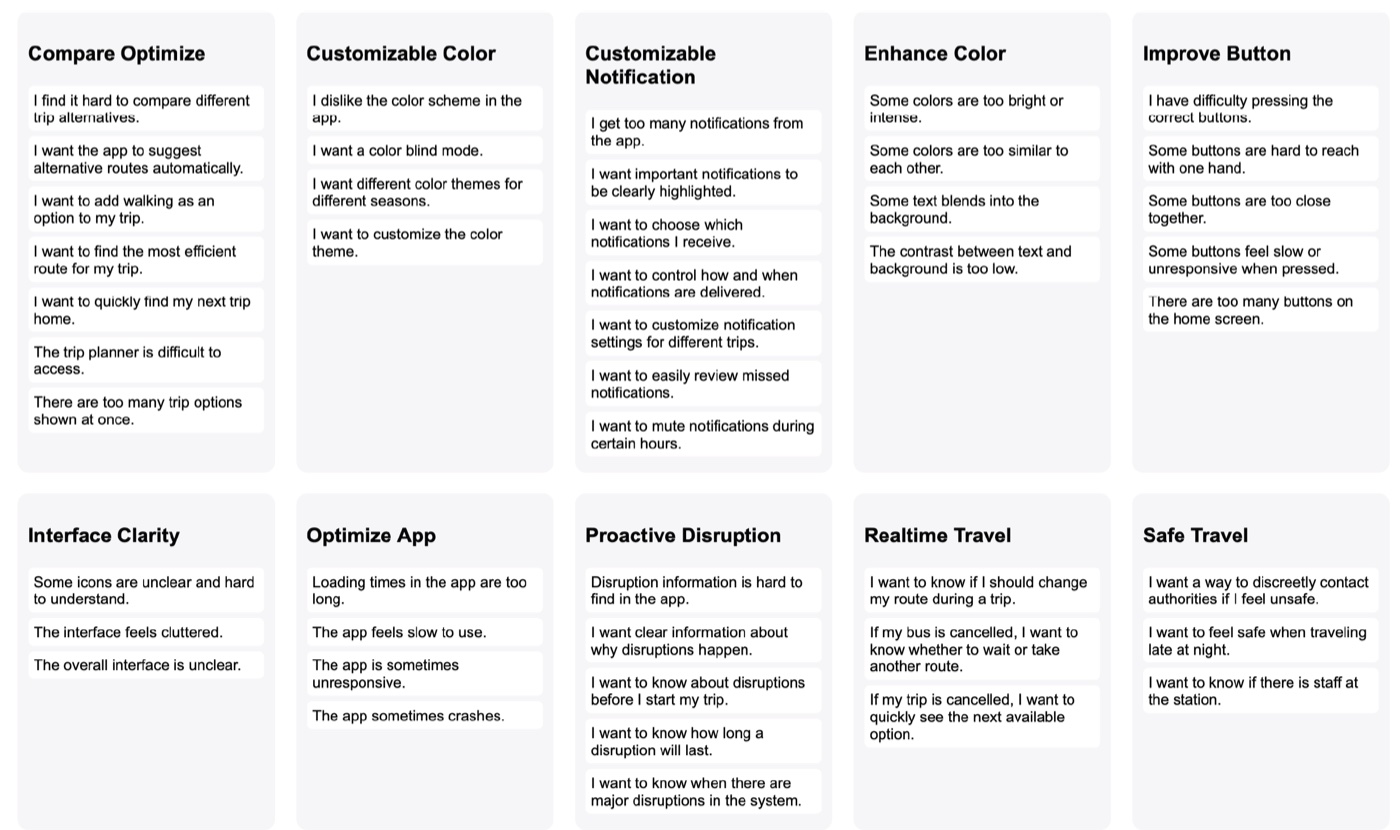 Compare Optimize
I find it hard to compare different
trip alternatives.
I want the app to suggest
alternative routes automatically.
I want to add walking as an
option to my trip.
I want to find the most efficient
route for my trip.
I want to quickly find my next trip
home.
The trip planner is difficult to
access.
There are too many trip options
shown at once.
Customizable Color
I dislike the color scheme in the
app.
I want a color blind mode.
I want different color themes for
different seasons.
I want to customize the color
theme.
Customizable
Notification
I get too many notifications from
the app.
I want important notifications to
be clearly highlighted.
I want to choose which
notifications I receive.
I want to control how and when
notifications are delivered.
I want to customize notification
settings for different trips.
I want to easily review missed
notifications.
I want to mute notifications during
certain hours.
Enhance Color
Some colors are too bright or
intense.
Some colors are too similar to
each other.
Some text blends into the
background.
The contrast between text and
background is too low.
Improve Button
I have difficulty pressing the
correct buttons.
Some buttons are hard to reach
with one hand.
Some buttons are too close
together.
Some buttons feel slow or
unresponsive when pressed.
There are too many buttons on
the home screen.
Interface Clarity
Some icons are unclear and hard
to understand.
The interface feels cluttered.
The overall interface is unclear.
Optimize App
Loading times in the app are too
long.
The app feels slow to use.
The app is sometimes
unresponsive.
The app sometimes crashes.
Proactive Disruption
Disruption information is hard to
find in the app.
I want clear information about
why disruptions happen.
I want to know about disruptions
before I start my trip.
I want to know how long a
disruption will last.
I want to know when there are
major disruptions in the system.
Realtime Travel
I want to know if I should change
my route during a trip.
If my bus is cancelled, I want to
know whether to wait or take
another route.
If my trip is cancelled, I want to
quickly see the next available
option.
Safe Travel
I want a way to discreetly contact
authorities if I feel unsafe.
I want to feel safe when traveling
late at night.
I want to know if there is staff at
the station.